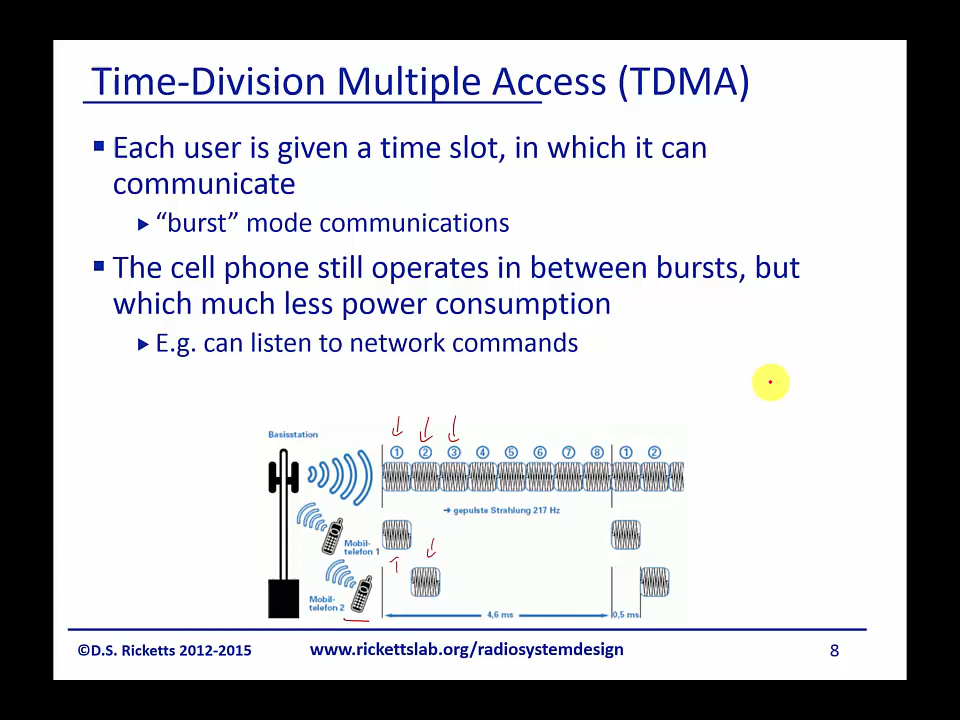 Time-Division Multiple Access (TDMA)
Each user is given a time slot, in which it can
communicate
“burst” mode communications
The cell phone still operates in between bursts, but
which much less power consumption
E.g. can listen to network commands
Basisstation
1 2 3 4 5 6 7 8 1 2
➔ gepulste Strahlung 217 Hz
Mobil-
telefon 1
Mobil-
telefon 2
4,6 ms 0,5 ms
©D.S. Ricketts 2012-2015 www.rickettslab.org/radiosystemdesign 8